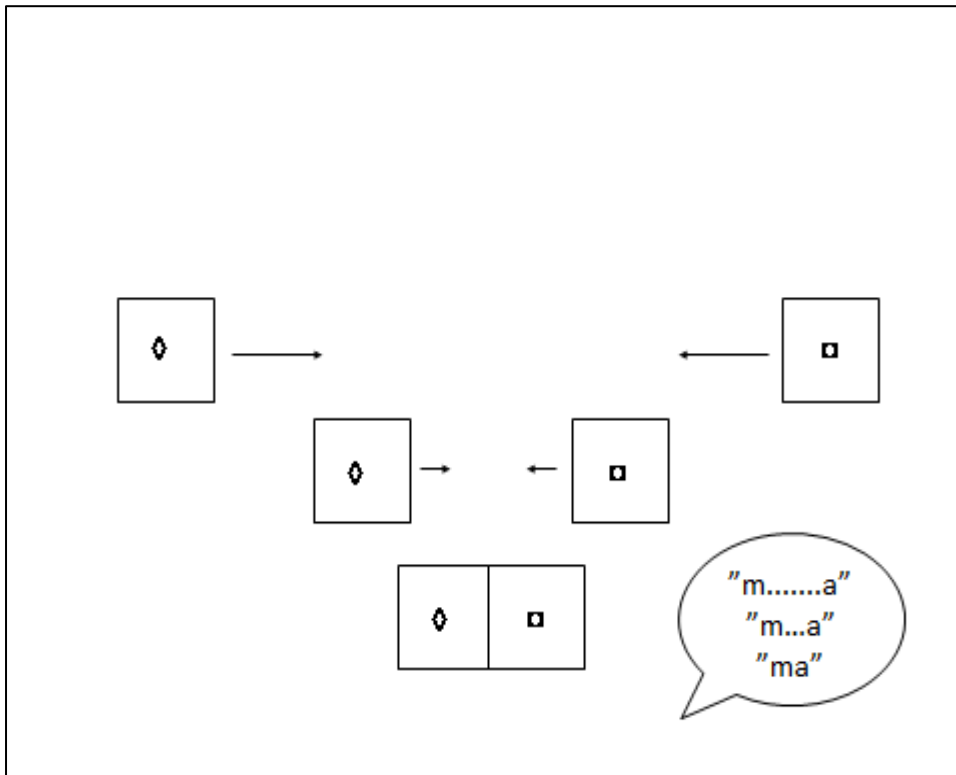 ◊
¤
◊
¤
◊ ¤
”m.......a”
”m...a”
”ma”